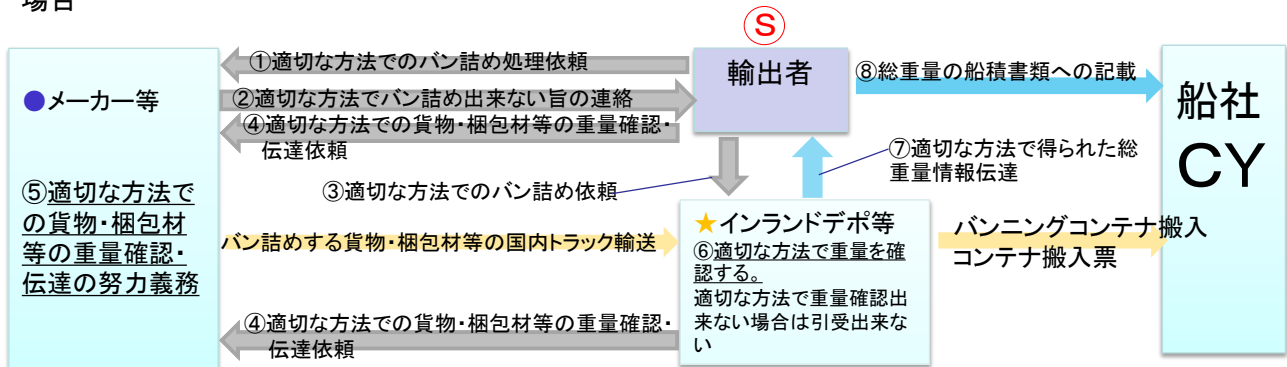 場合
Ⓢ
①適切な方法でのバン詰め処理依頼
輸出者
⑧総重量の船積書類への記載
●メーカー等
②適切な方法でバン詰め出来ない旨の連絡
④適切な方法での貨物・梱包材等の重量確認・
伝達依頼
船社
CY
⑦適切な方法で得られた総
重量情報伝達
③適切な方法でのバン詰め依頼
⑤適切な方法で
の貨物・梱包材
等の重量確認・
伝達の努力義務
バン詰めする貨物・梱包材等の国内トラック輸送
★インランドデポ等
⑥適切な方法で重量を確
認する。
適切な方法で重量確認出
来ない場合は引受出来な
い
バンニングコンテナ搬入
コンテナ搬入票
④適切な方法での貨物・梱包材等の重量確認・
伝達依頼